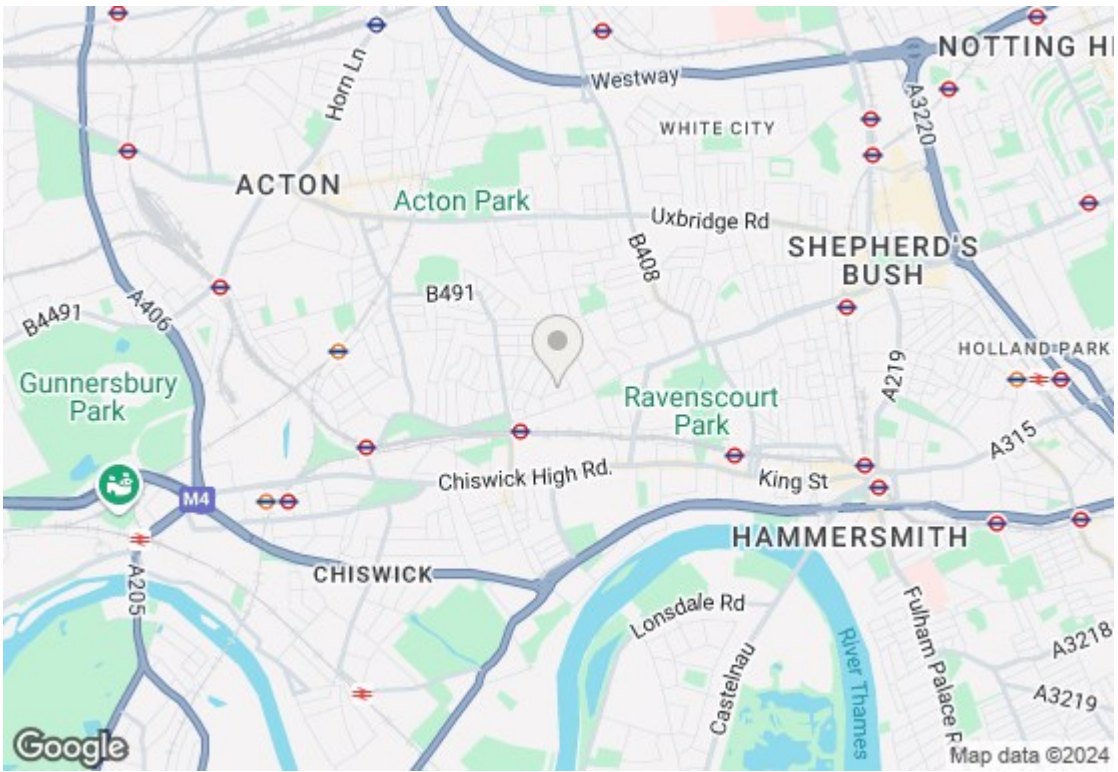 NOTTING HI
Horn Ln
Westway
A3220
WHITE CITY
ACTON
Acton Park
Uxbridge Rd
B408
SHEPHERD'S
BUSH
B491
A406
B4491
HOLLAND PARK
A219
Gunnersbury
Park
Ravenscourt
Park
A315
Chiswick High Rd.
King St
M4
HAMMERSMITH
CHISWICK
A205
Lonsdale Rd
Fulham Palace R
River Thames
A3218
Castelnau
A3219
Google
Map data ©2024